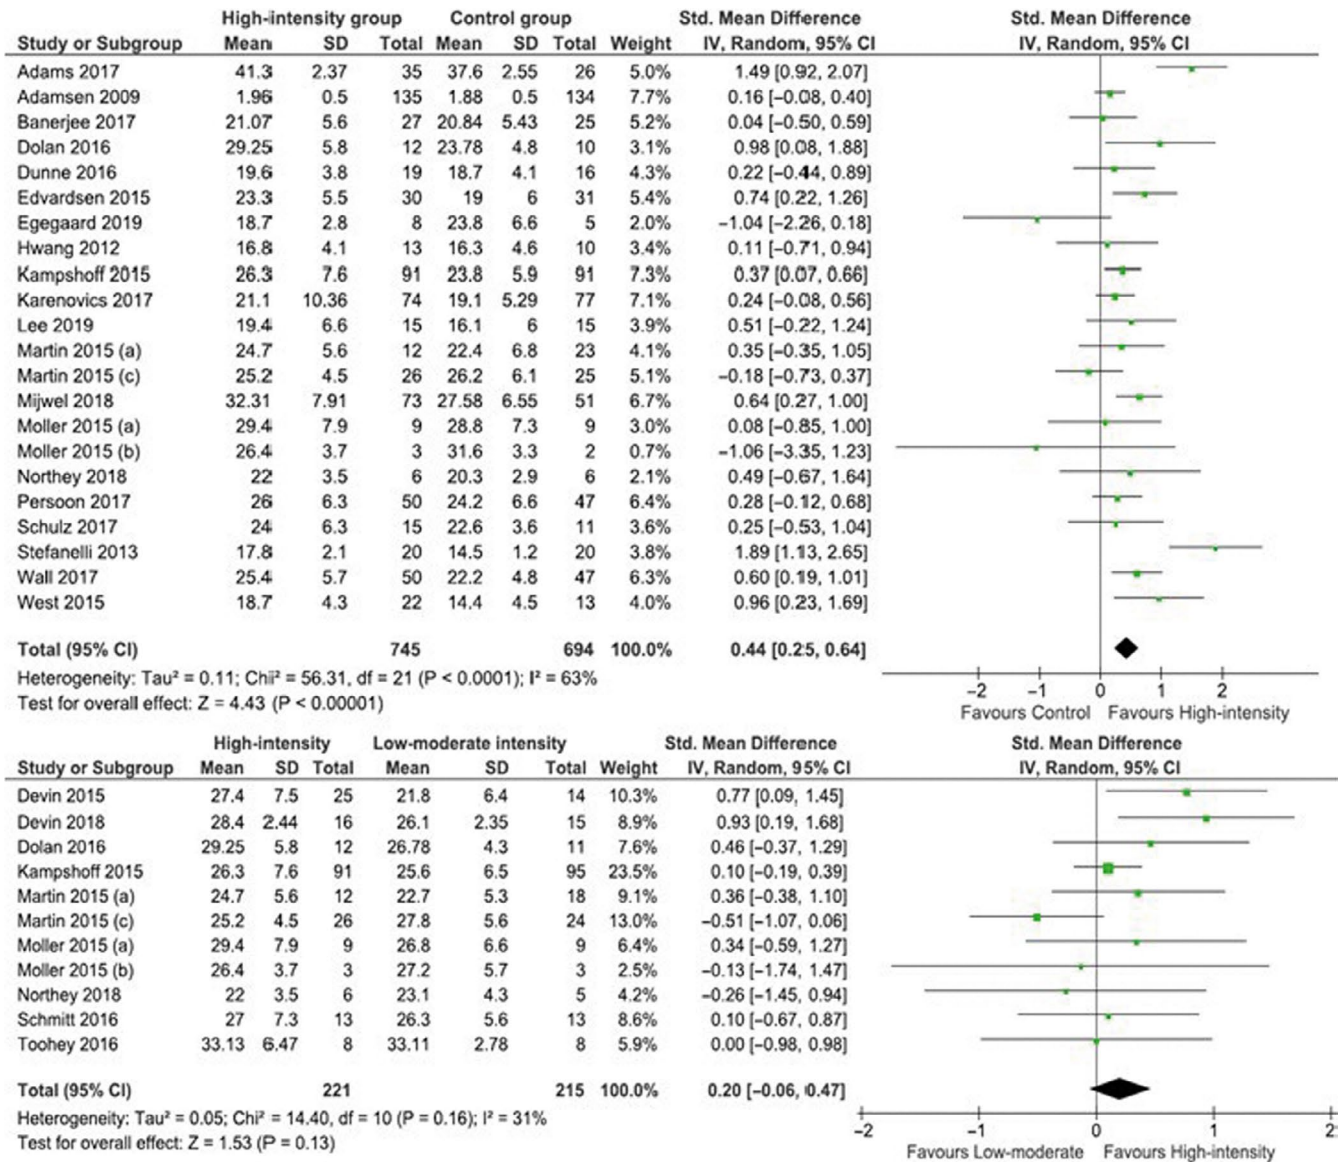 High-intensity group Control group Std. Mean Difference Std. Mean Difference
Study or Subgroup Mean SD Total Mean SD Total Weight IV, Random, 95% CI IV, Random, 95% CI
Adams 2017 41.3 2.37 35 37.6 2.55 26 5.0% 1.49 [0.92, 2.07]
Adamsen 2009 1.96 0.5 135 1.88 0.5 134 7.7% 0.16 [−0.08, 0.40]
Banerjee 2017 21.07 5.6 27 20.84 5.43 25 5.2% 0.04 [−0.50, 0.59]
Dolan 2016 29.25 5.8 12 23.78 4.8 10 3.1% 0.98 [0.08, 1.88]
Dunne 2016 19.6 3.8 19 18.7 4.1 16 4.3% 0.22 [−0.44, 0.89]
Edvardsen 2015 23.3 5.5 30 19 6 31 5.6% 0.74 [0.22, 1.26]
Egegaard 2019 18.7 2.8 8 23.8 6.6 5 2.0% −1.04 [−2.26, 0.18]
Hwang 2012 16.8 4.1 13 16.3 4.6 10 3.4% 0.11 [−0.71, 0.94]
Kampshoff 2015 26.3 7.6 91 23.8 5.9 91 7.3% 0.37 [0.07, 0.66]
Karenovics 2017 21.1 10.36 74 19.1 5.29 77 7.1% 0.24 [−0.08, 0.56]
Lee 2019 19.4 6.6 15 16.1 6 15 3.9% 0.51 [−0.22, 1.24]
Martin 2015 (a) 24.7 5.6 12 22.4 6.8 23 4.1% 0.35 [−0.35, 1.05]
Martin 2015 (c) 25.2 4.5 26 26.2 6.1 25 5.1% −0.18 [−0.73, 0.37]
Mijwel 2018 32.31 7.91 73 27.58 6.55 51 6.7% 0.64 [0.27, 1.00]
Moller 2015 (a) 29.4 7.9 9 28.8 7.3 9 3.0% 0.08 [−0.85, 1.00]
Moller 2015 (b) 26.4 3.7 3 31.6 3.3 2 0.7% −1.06 [−3.35, 1.23]
Northey 2018 22 3.5 6 20.3 2.9 6 2.1% 0.49 [−0.67, 1.64]
Persoon 2017 26 6.3 50 24.2 6.6 47 6.4% 0.28 [−0.12, 0.68]
Schulz 2017 24 6.3 15 22.6 3.6 11 3.6% 0.25 [−0.53, 1.04]
Stefanelli 2013 17.8 2.1 20 14.5 1.2 20 3.8% 1.89 [1.13, 2.65]
Wall 2017 25.4 5.7 50 22.2 4.8 47 6.3% 0.60 [0.19, 1.01]
West 2015 18.7 4.3 22 14.4 4.5 13 4.0% 0.96 [0.23, 1.69]
Total (95% CI) 745 694 100.0% 0.44 [0.25, 0.64]
Heterogeneity: Tau² = 0.11; Chi² = 56.31, df = 21 (P < 0.0001); I² = 63%
Test for overall effect: Z = 4.43 (P < 0.00001)
−2 −1 0 1 2
Favours Control Favours High-intensity
High-intensity Low-moderate intensity Std. Mean Difference Std. Mean Difference
Study or Subgroup Mean SD Total Mean SD Total Weight IV, Random, 95% CI IV, Random, 95% CI
Devin 2015 27.4 7.5 25 21.8 6.4 14 10.3% 0.77 [0.09, 1.45]
Devin 2018 28.4 2.44 16 26.1 2.35 15 8.9% 0.93 [0.19, 1.68]
Dolan 2016 29.25 5.8 12 26.78 4.3 11 7.6% 0.46 [−0.37, 1.29]
Kampshoff 2015 26.3 7.6 91 25.6 6.5 95 23.5% 0.10 [−0.19, 0.39]
Martin 2015 (a) 24.7 5.6 12 22.7 5.3 18 9.1% 0.36 [−0.38, 1.10]
Martin 2015 (c) 25.2 4.5 26 27.8 5.6 24 13.0% −0.51 [−1.07, 0.06]
Moller 2015 (a) 29.4 7.9 9 26.8 6.6 9 6.4% 0.34 [−0.59, 1.27]
Moller 2015 (b) 26.4 3.7 3 27.2 5.7 3 2.5% −0.13 [−1.74, 1.47]
Northey 2018 22 3.5 6 23.1 4.3 5 4.2% −0.26 [−1.45, 0.94]
Schmitt 2016 27 7.3 13 26.3 5.6 13 8.6% 0.10 [−0.67, 0.87]
Toohey 2016 33.13 6.47 8 33.11 2.78 8 5.9% 0.00 [−0.98, 0.98]
Total (95% CI) 221 215 100.0% 0.20 [−0.06, 0.47]
Heterogeneity: Tau² = 0.05; Chi² = 14.40, df = 10 (P = 0.16); I² = 31%
Test for overall effect: Z = 1.53 (P = 0.13)
−2 −1 0 1 2
Favours Low-moderate Favours High-intensity